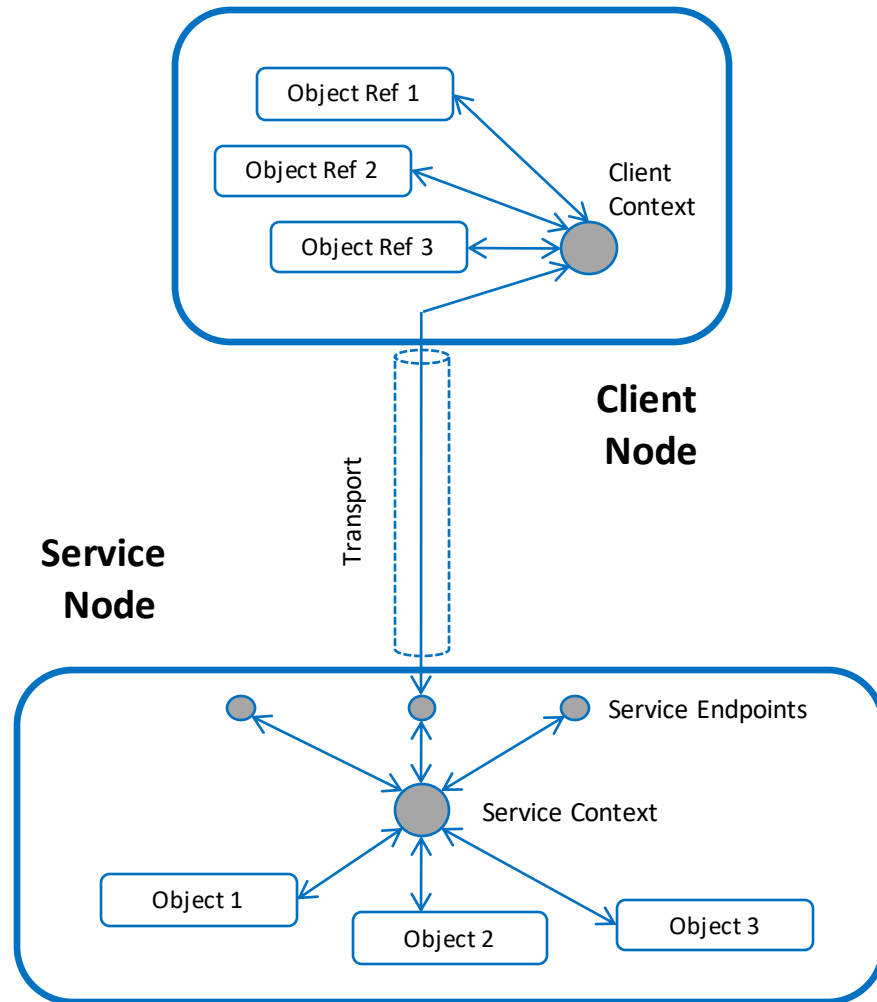 Object Ref 1
Object Ref 2
Client
Context
Object Ref 3
Client
Node
Transport
Service
Node
Service Endpoints
Service Context
Object 1
Object 2
Object 3